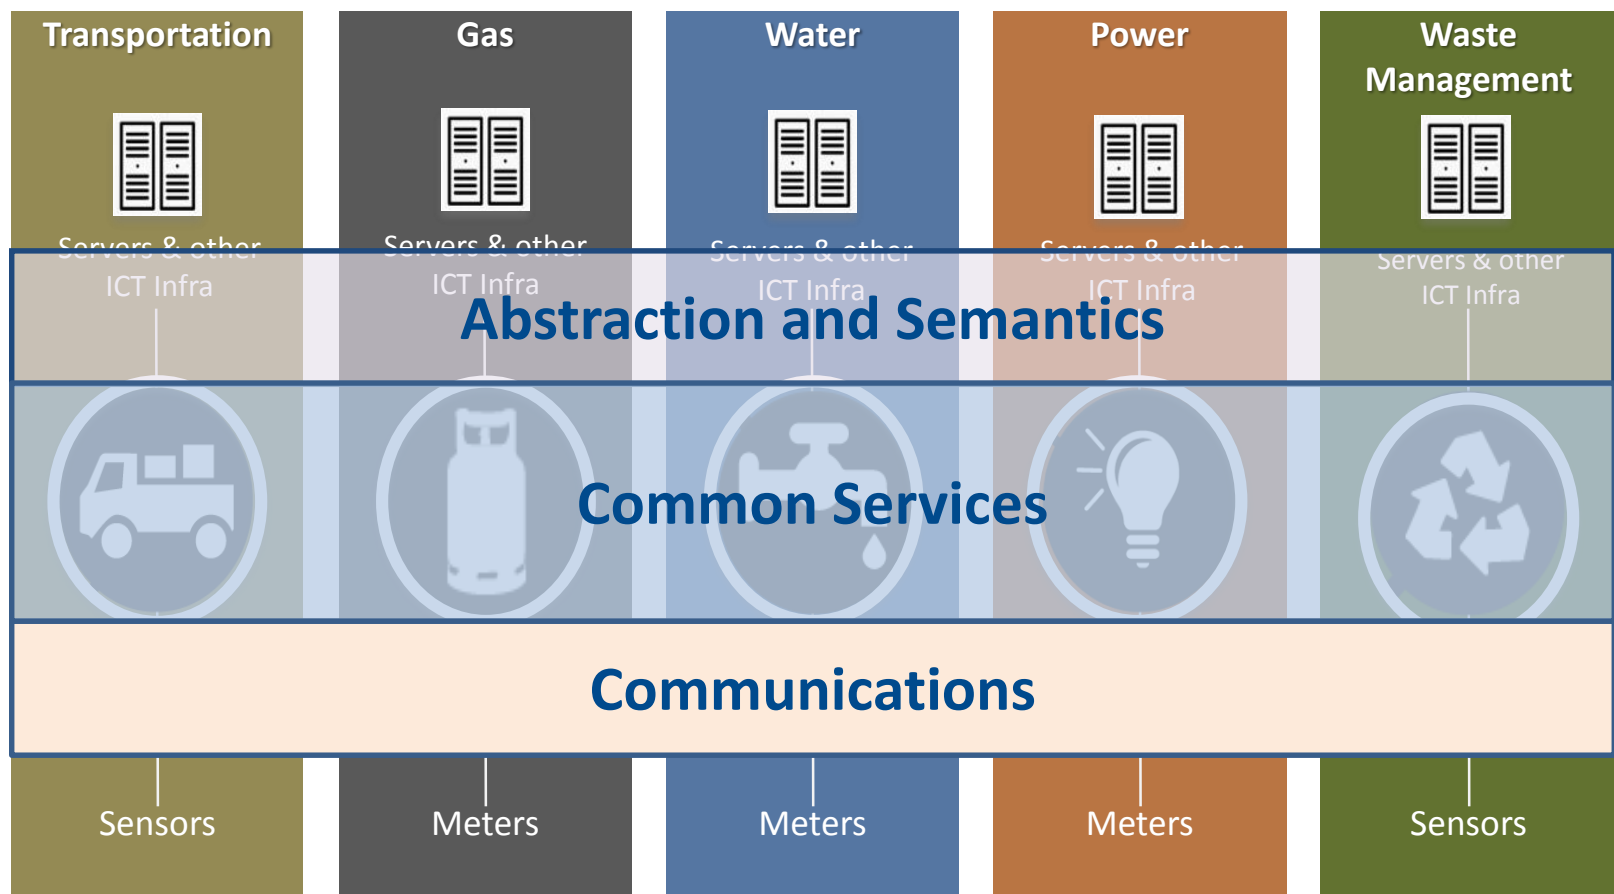 Transportation
Servers & other
ICT Infra
Gas
Servers & other
ICT Infra
Water
Servers & other
ICT Infra
Power
Servers & other
ICT Infra
Waste
Management
Servers & other
ICT Infra
Abstraction and Semantics
Common Services
Communications
Sensors
Meters
Meters
Meters
Sensors